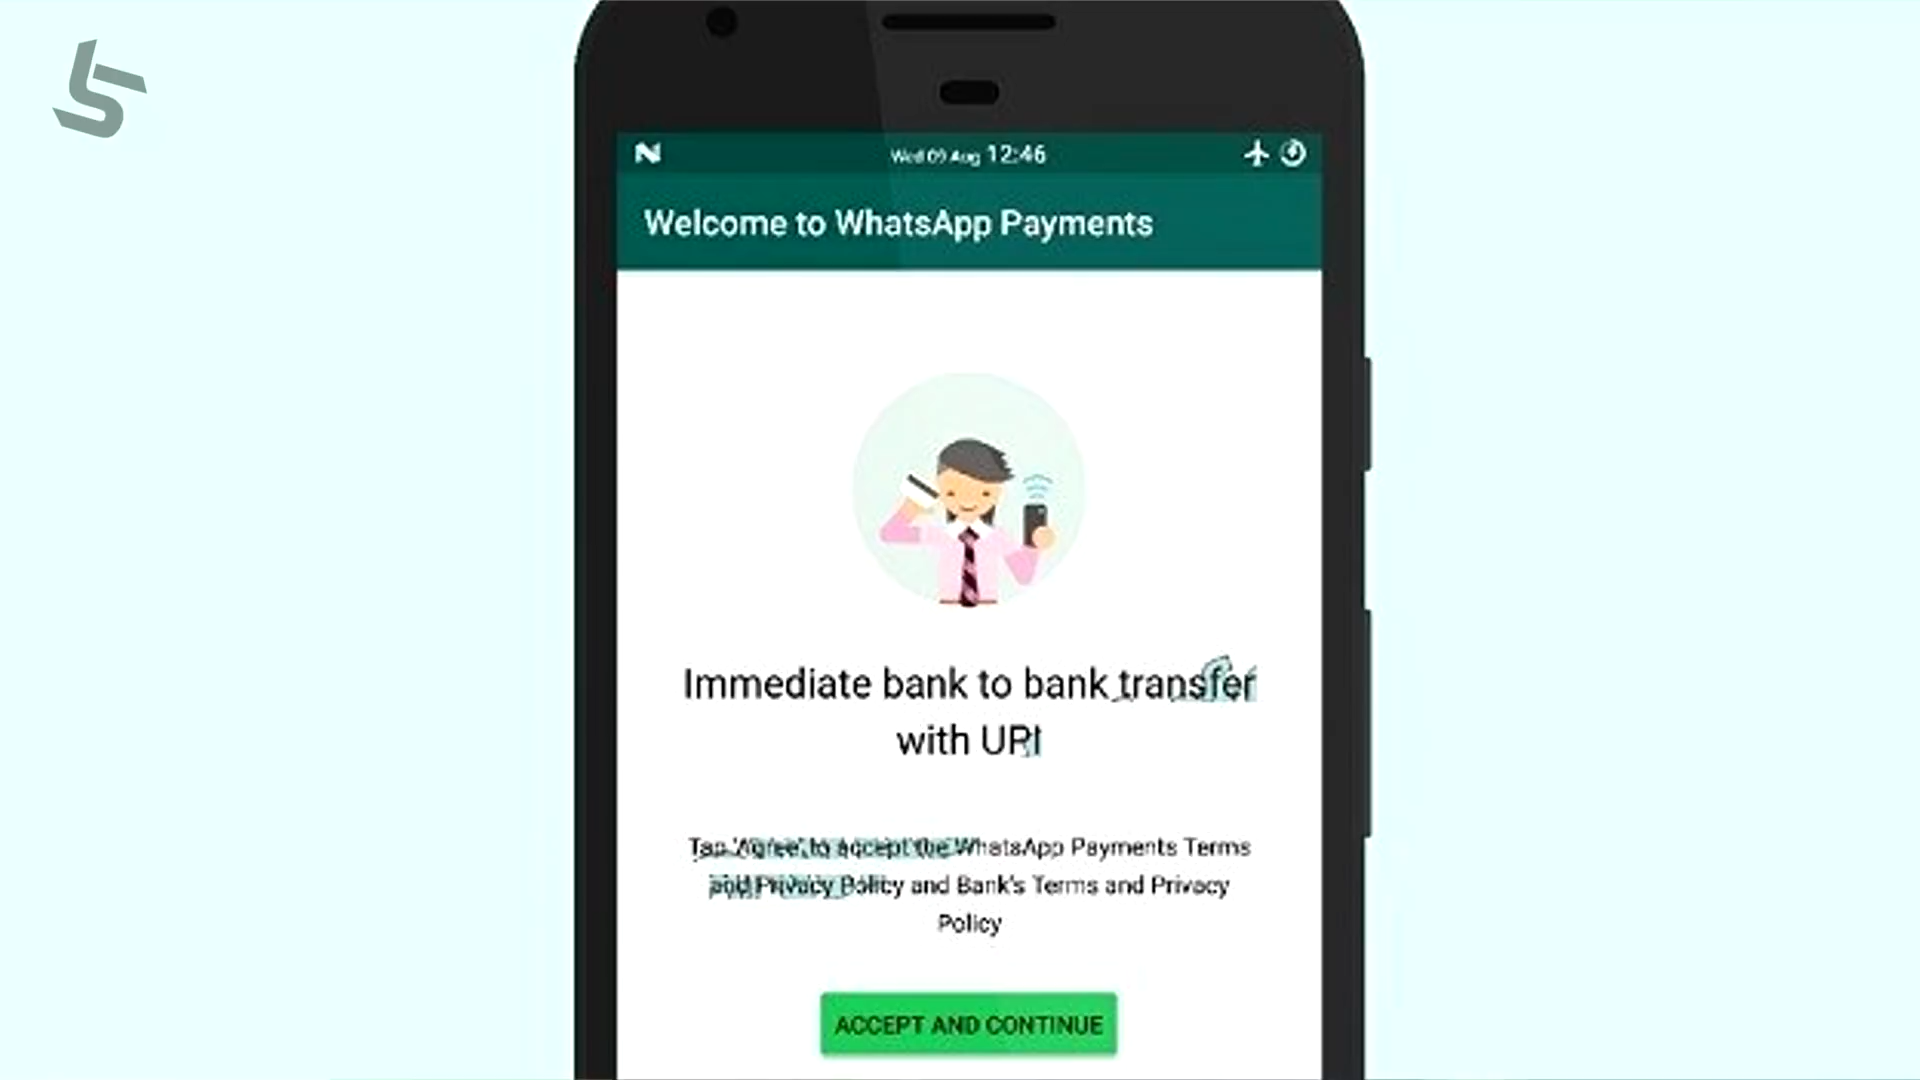 Wed 09 Aug 12:46
Welcome to WhatsApp Payments
Immediate bank to bank transfer
with UPI
Tap 'Agree' to accept the WhatsApp Payments Terms
and Privacy Policy and Bank's Terms and Privacy
Policy
ACCEPT AND CONTINUE